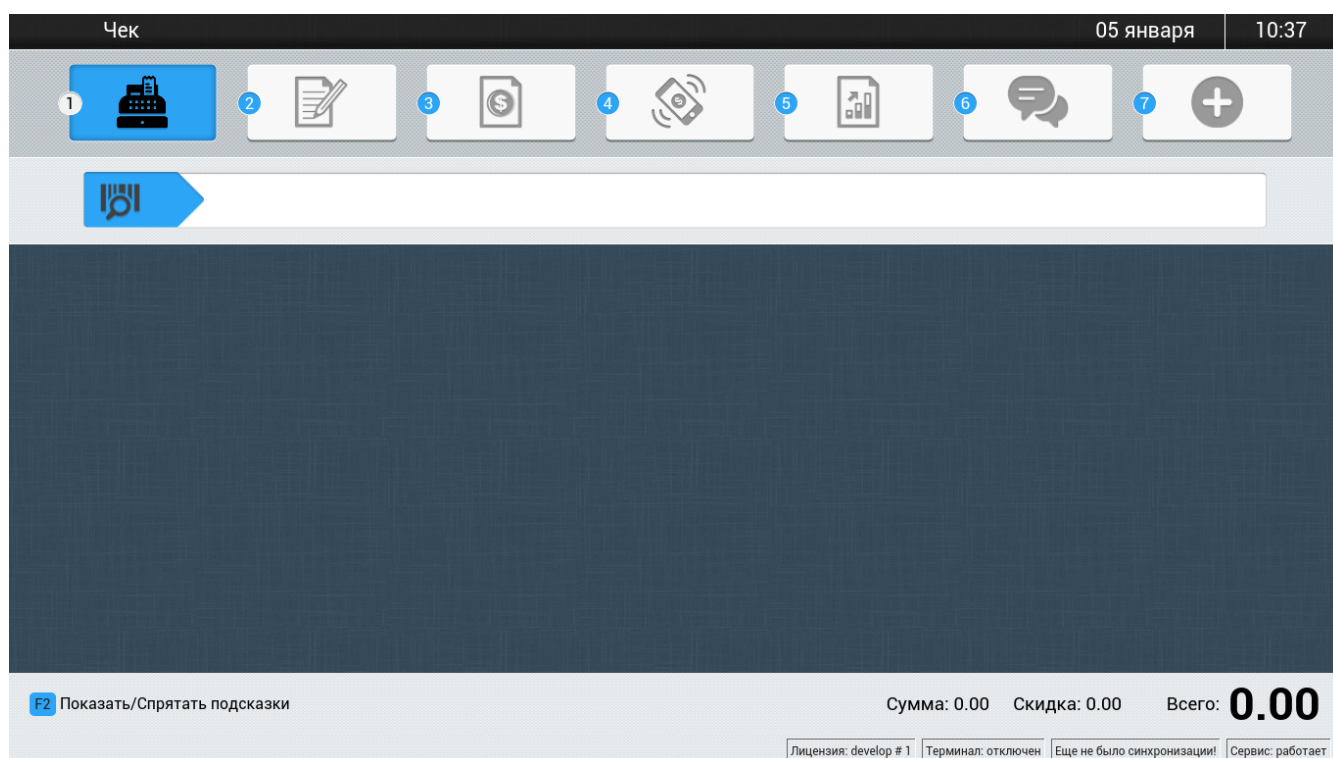 Чек 05 января 10:37
1 2 3 4 5 6 7
F2 Показать/Спрятать подсказки Сумма: 0.00 Скидка: 0.00 Всего: 0.00
Лицензия: develop # 1 Терминал: отключен Еще не было синхронизации! Сервис: работает